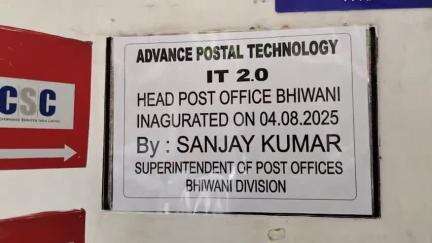 ADVANCE POSTAL TECHNOLOGY
IT 2.0
HEAD POST OFFICE BHIWANI
INAGURATED ON 04.08.2025
By : SANJAY KUMAR
SUPERINTENDENT OF POST OFFICES
BHIWANI DIVISION
CSC